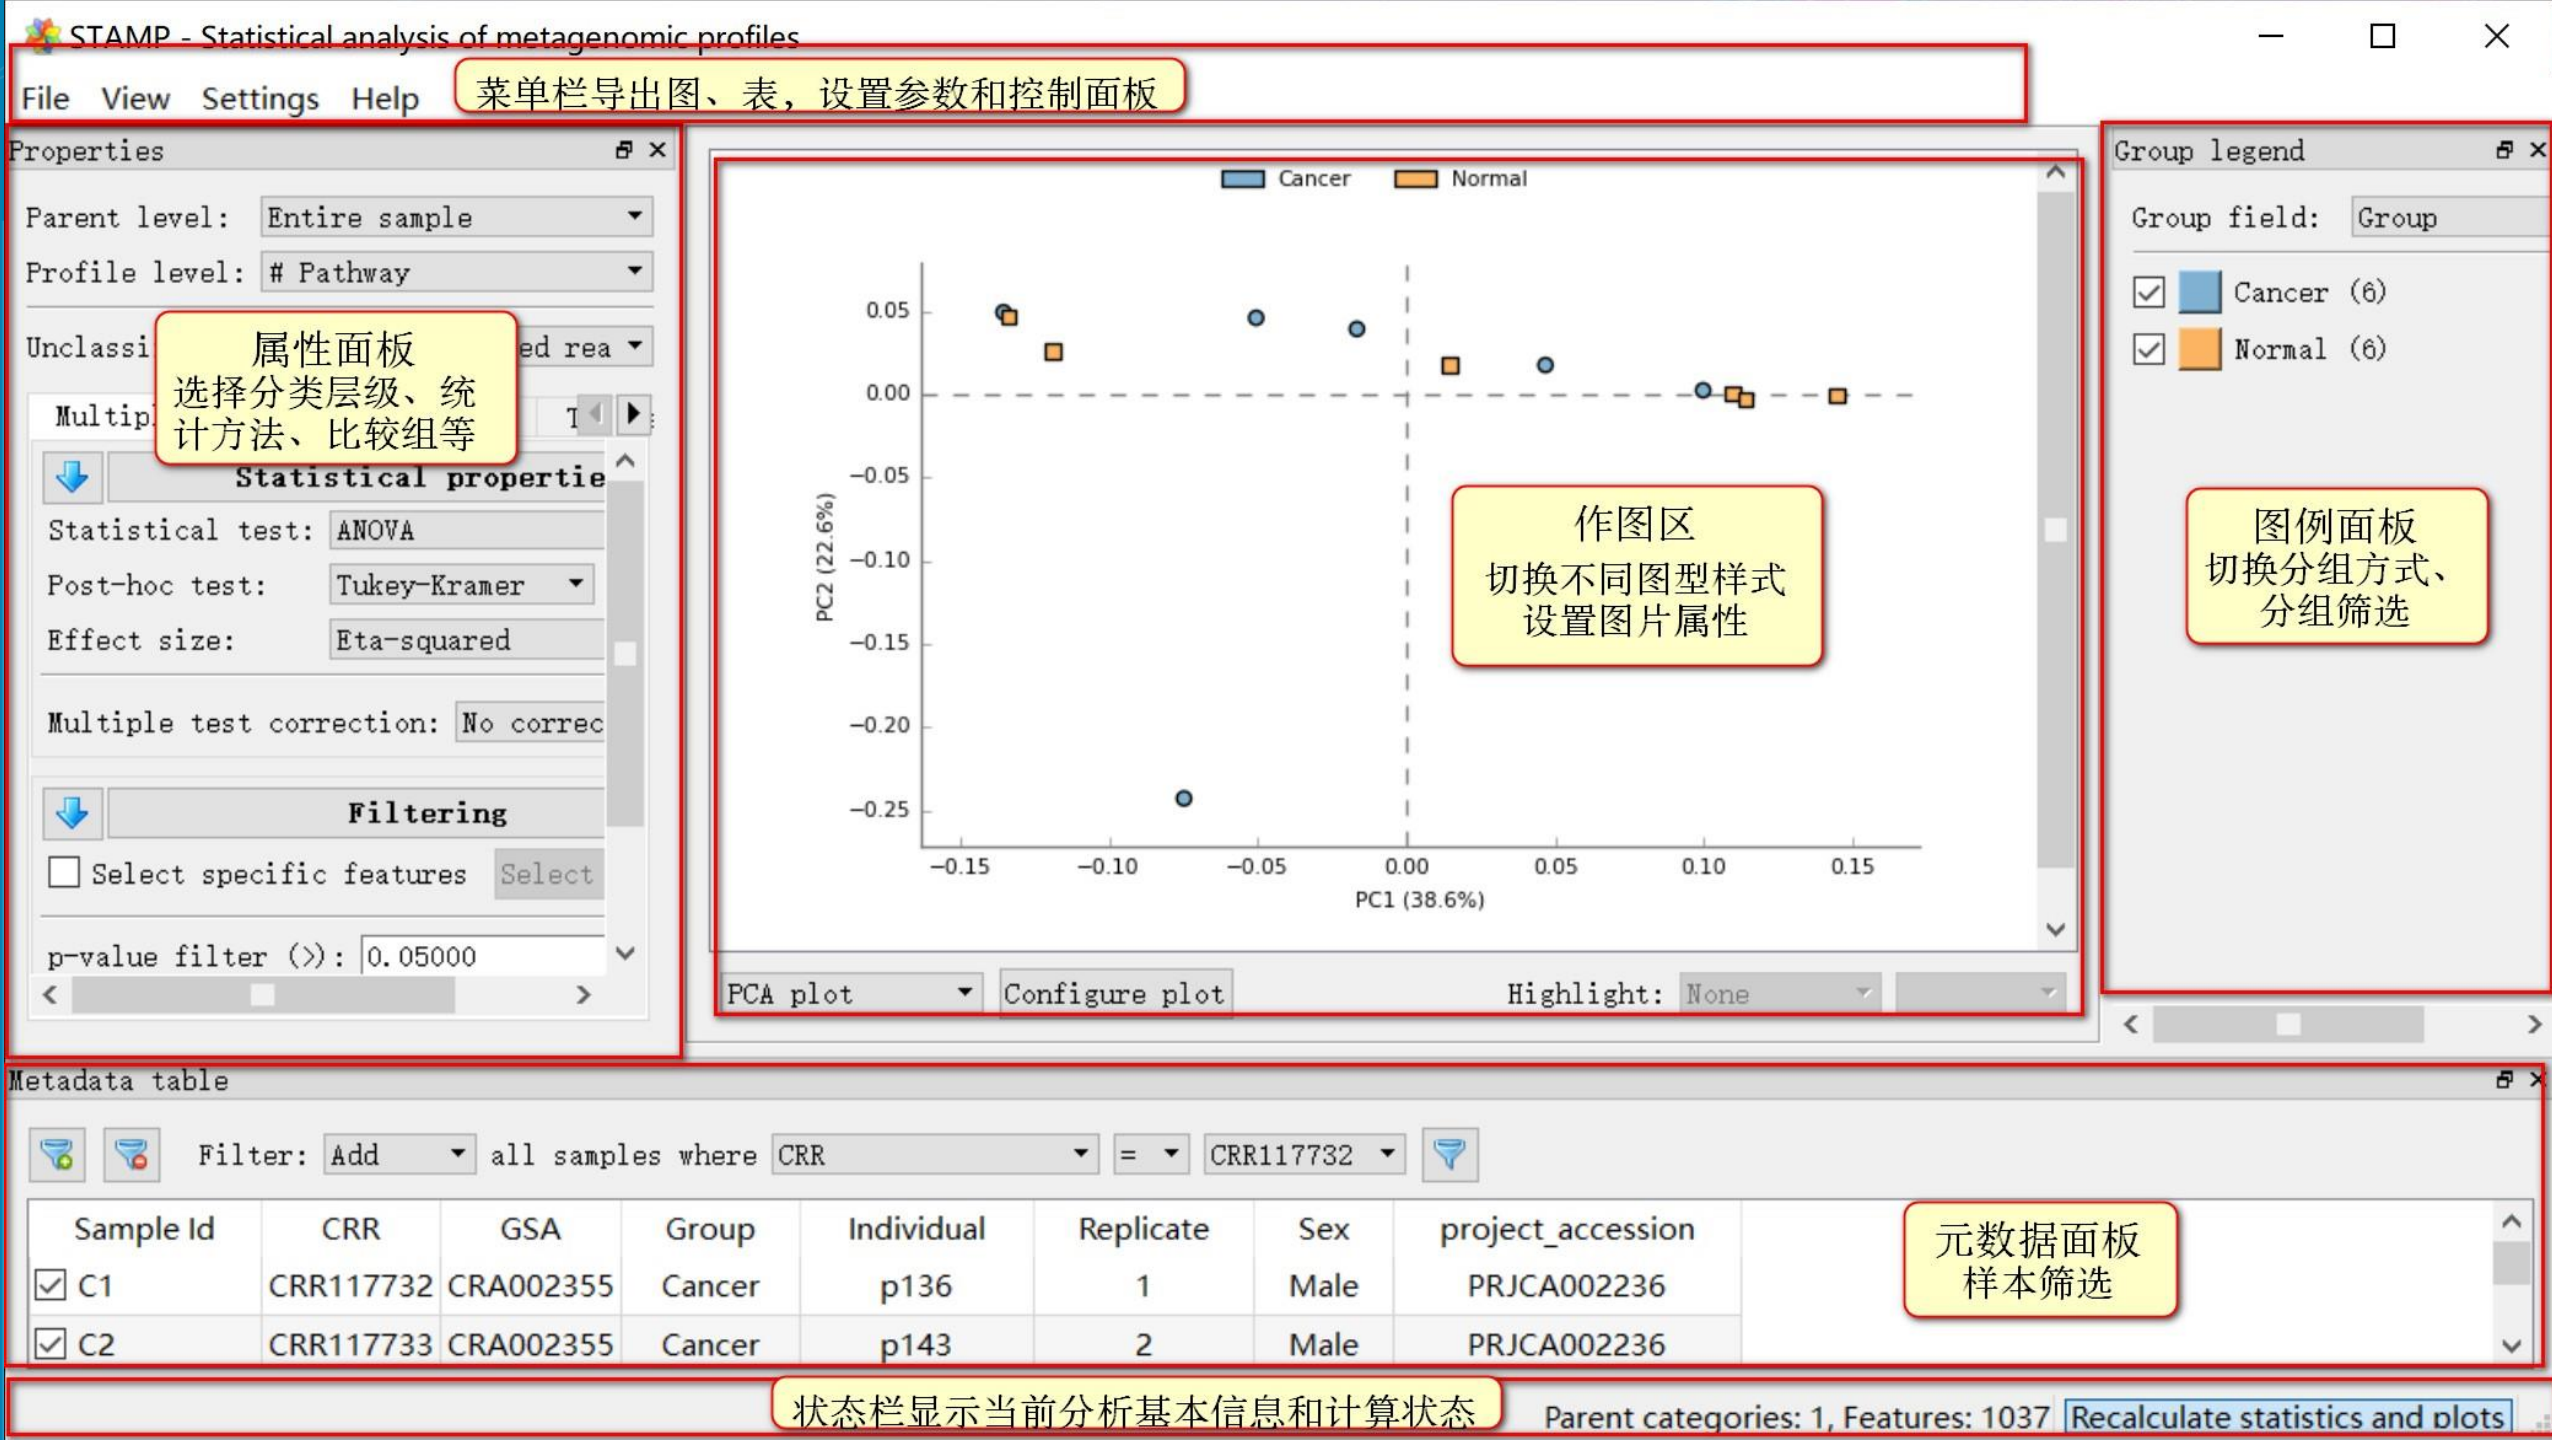 STAMP - Statistical analysis of metagenomic profiles
File View Settings Help
菜单栏导出图、表，设置参数和控制面板
Properties
Parent level: Entire sample
Profile level: # Pathway
Unclassi
ed rea
属性面板
选择分类层级、统
计方法、比较组等
Multip
Statistical propertie
Statistical test: ANOVA
Post-hoc test: Tukey-Kramer
Effect size: Eta-squared
Multiple test correction: No correc
Filtering
Select specific features Select
p-value filter (>): 0.05000
Cancer Normal
0.05
0.00
−0.05
−0.10
−0.15
−0.20
−0.25
PC2 (22.6%)
−0.15 −0.10 −0.05 0.00 0.05 0.10 0.15
PC1 (38.6%)
作图区
切换不同图型样式
设置图片属性
PCA plot Configure plot Highlight: None
Group legend
Group field: Group
Cancer (6)
Normal (6)
图例面板
切换分组方式、
分组筛选
Metadata table
Filter: Add all samples where CRR = CRR117732
Sample Id CRR GSA Group Individual Replicate Sex project_accession
C1 CRR117732 CRA002355 Cancer p136 1 Male PRJCA002236
C2 CRR117733 CRA002355 Cancer p143 2 Male PRJCA002236
元数据面板
样本筛选
状态栏显示当前分析基本信息和计算状态
Parent categories: 1, Features: 1037 Recalculate statistics and plots